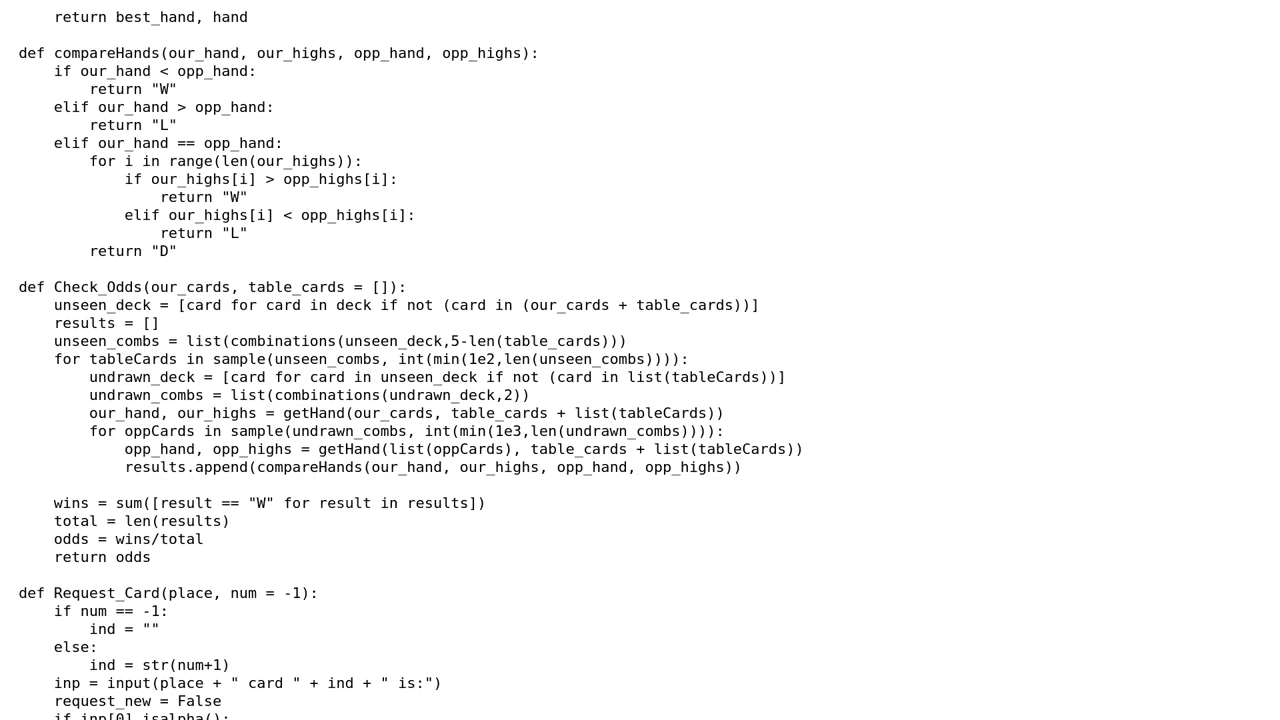 return best_hand, hand

def compareHands(our_hand, our_highs, opp_hand, opp_highs):
    if our_hand < opp_hand:
        return "W"
    elif our_hand > opp_hand:
        return "L"
    elif our_hand == opp_hand:
        for i in range(len(our_highs)):
            if our_highs[i] > opp_highs[i]:
                return "W"
            elif our_highs[i] < opp_highs[i]:
                return "L"
        return "D"

def Check_Odds(our_cards, table_cards = []):
    unseen_deck = [card for card in deck if not (card in (our_cards + table_cards))]
    results = []
    unseen_combs = list(combinations(unseen_deck,5-len(table_cards)))
    for tableCards in sample(unseen_combs, int(min(1e2,len(unseen_combs)))):
        undrawn_deck = [card for card in unseen_deck if not (card in list(tableCards))]
        undrawn_combs = list(combinations(undrawn_deck,2))
        our_hand, our_highs = getHand(our_cards, table_cards + list(tableCards))
        for oppCards in sample(undrawn_combs, int(min(1e3,len(undrawn_combs)))):
            opp_hand, opp_highs = getHand(list(oppCards), table_cards + list(tableCards))
            results.append(compareHands(our_hand, our_highs, opp_hand, opp_highs))

    wins = sum([result == "W" for result in results])
    total = len(results)
    odds = wins/total
    return odds

def Request_Card(place, num = -1):
    if num == -1:
        ind = ""
    else:
        ind = str(num+1)
    inp = input(place + " card " + ind + " is:")
    request_new = False
    if inp[0].isalpha():